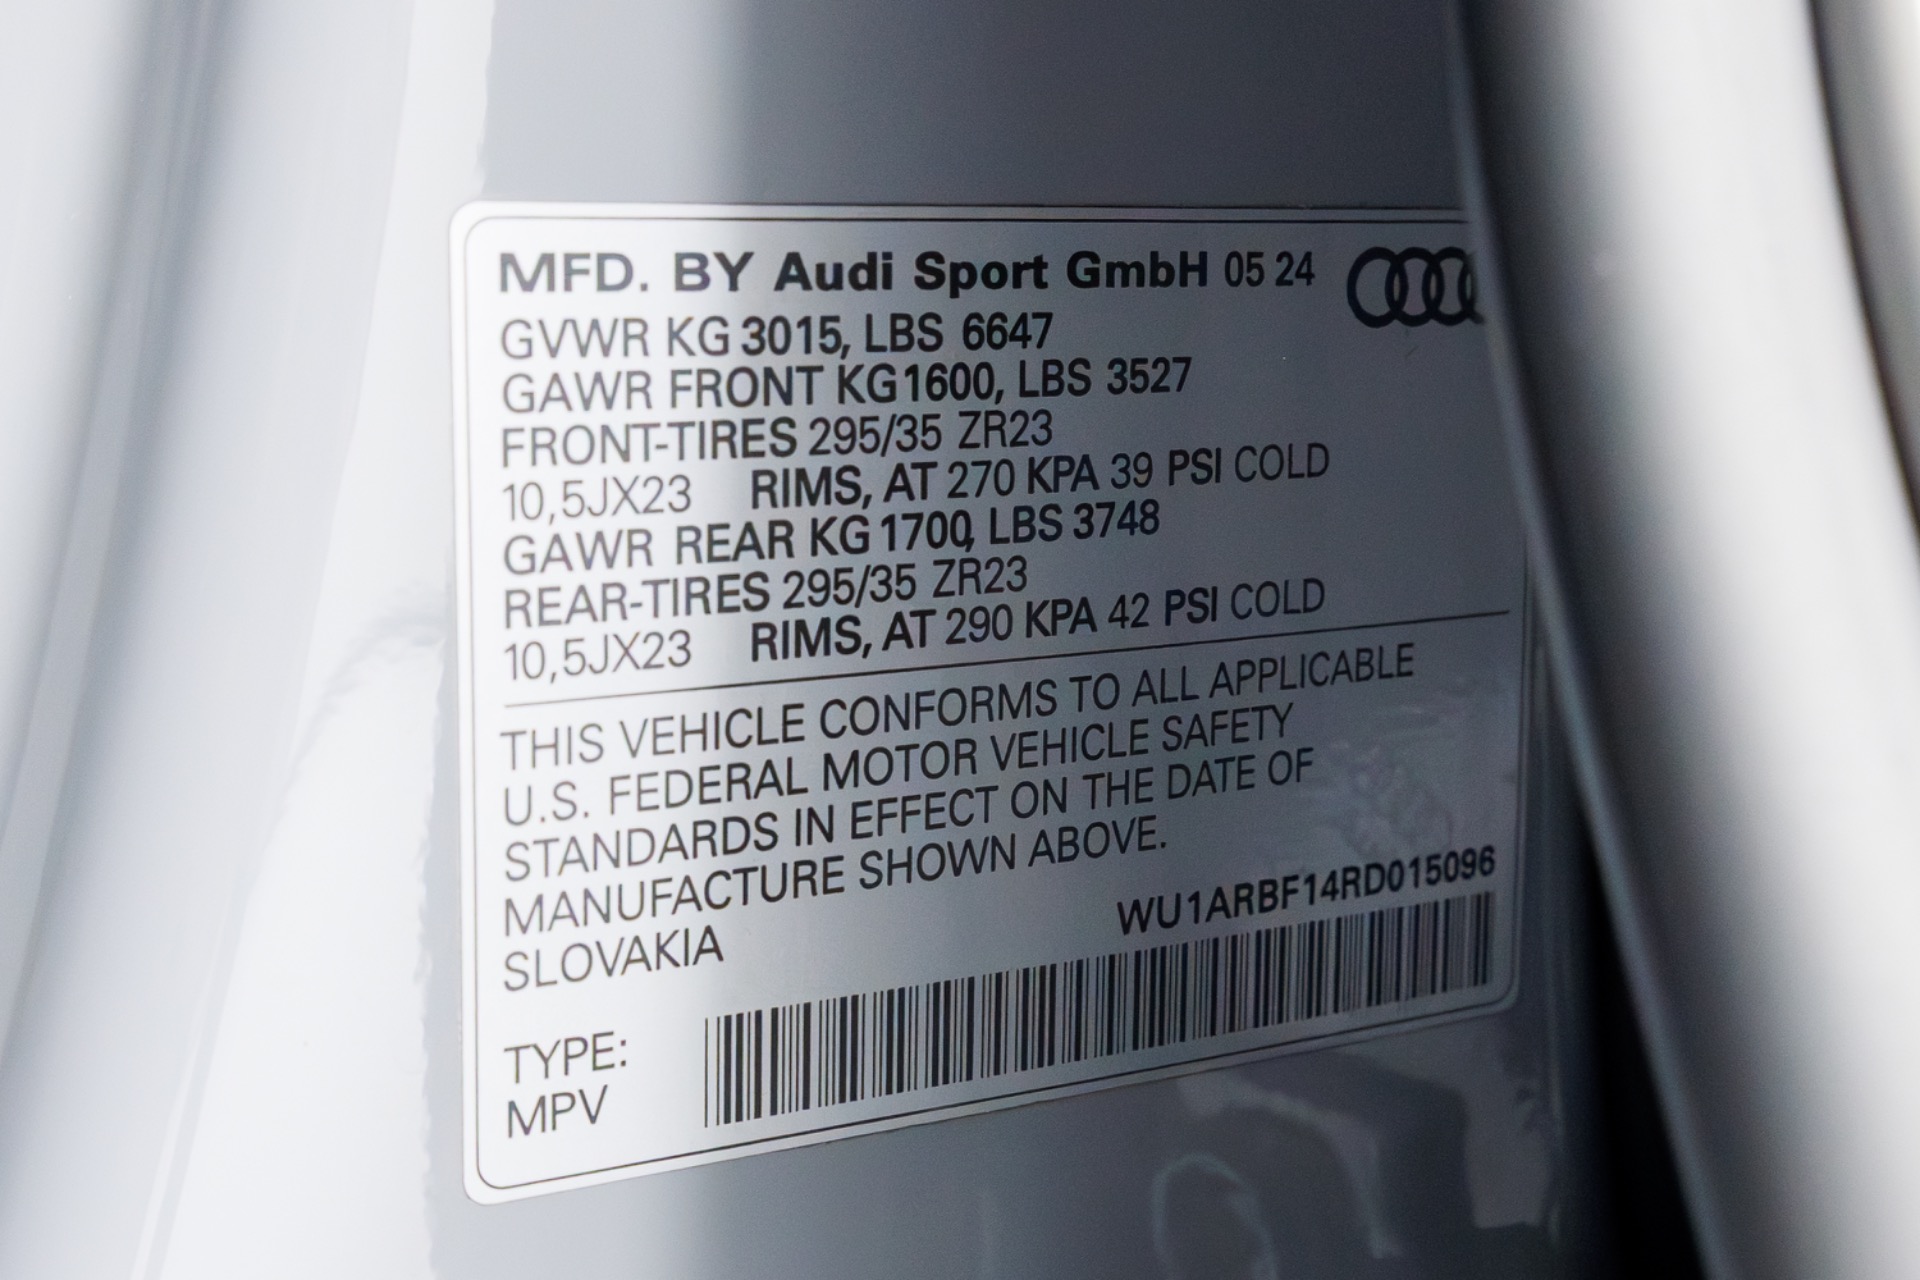 MFD. BY Audi Sport GmbH 05 24
GVWR KG 3015, LBS 6647
GAWR FRONT KG 1600, LBS 3527
FRONT-TIRES 295/35 ZR23
10,5JX23 RIMS, AT 270 KPA 39 PSI COLD
GAWR REAR KG 1700, LBS 3748
REAR-TIRES 295/35 ZR23
10,5JX23 RIMS, AT 290 KPA 42 PSI COLD
THIS VEHICLE CONFORMS TO ALL APPLICABLE
U.S. FEDERAL MOTOR VEHICLE SAFETY
STANDARDS IN EFFECT ON THE DATE OF
MANUFACTURE SHOWN ABOVE.
SLOVAKIA
WU1ARBF14RD015096
TYPE:
MPV